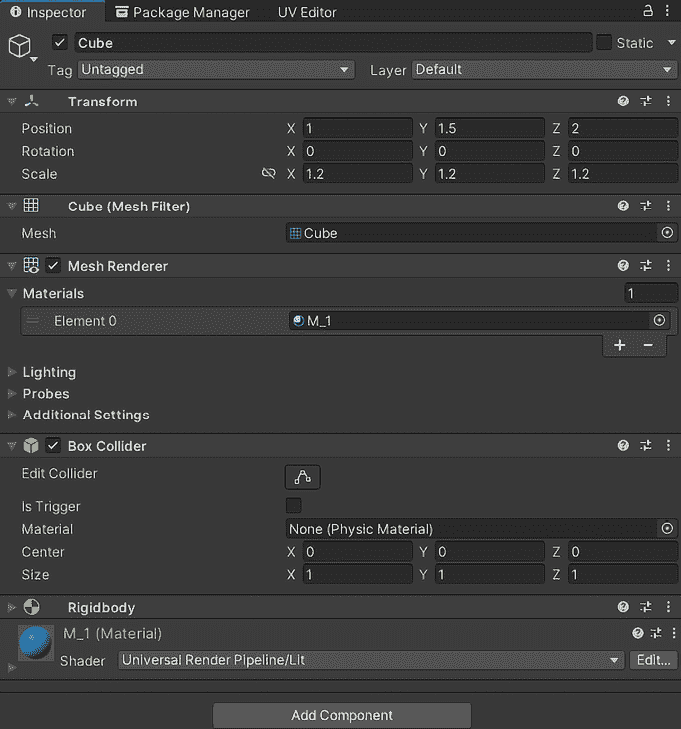 Inspector Package Manager UV Editor
Cube Static
Tag Untagged Layer Default
Transform
Position X 1 Y 1.5 Z 2
Rotation X 0 Y 0 Z 0
Scale X 1.2 Y 1.2 Z 1.2
Cube (Mesh Filter)
Mesh Cube
Mesh Renderer
Materials 1
Element 0 M_1
+ −
Lighting
Probes
Additional Settings
Box Collider
Edit Collider
Is Trigger
Material None (Physic Material)
Center X 0 Y 0 Z 0
Size X 1 Y 1 Z 1
Rigidbody
M_1 (Material)
Shader Universal Render Pipeline/Lit Edit...
Add Component